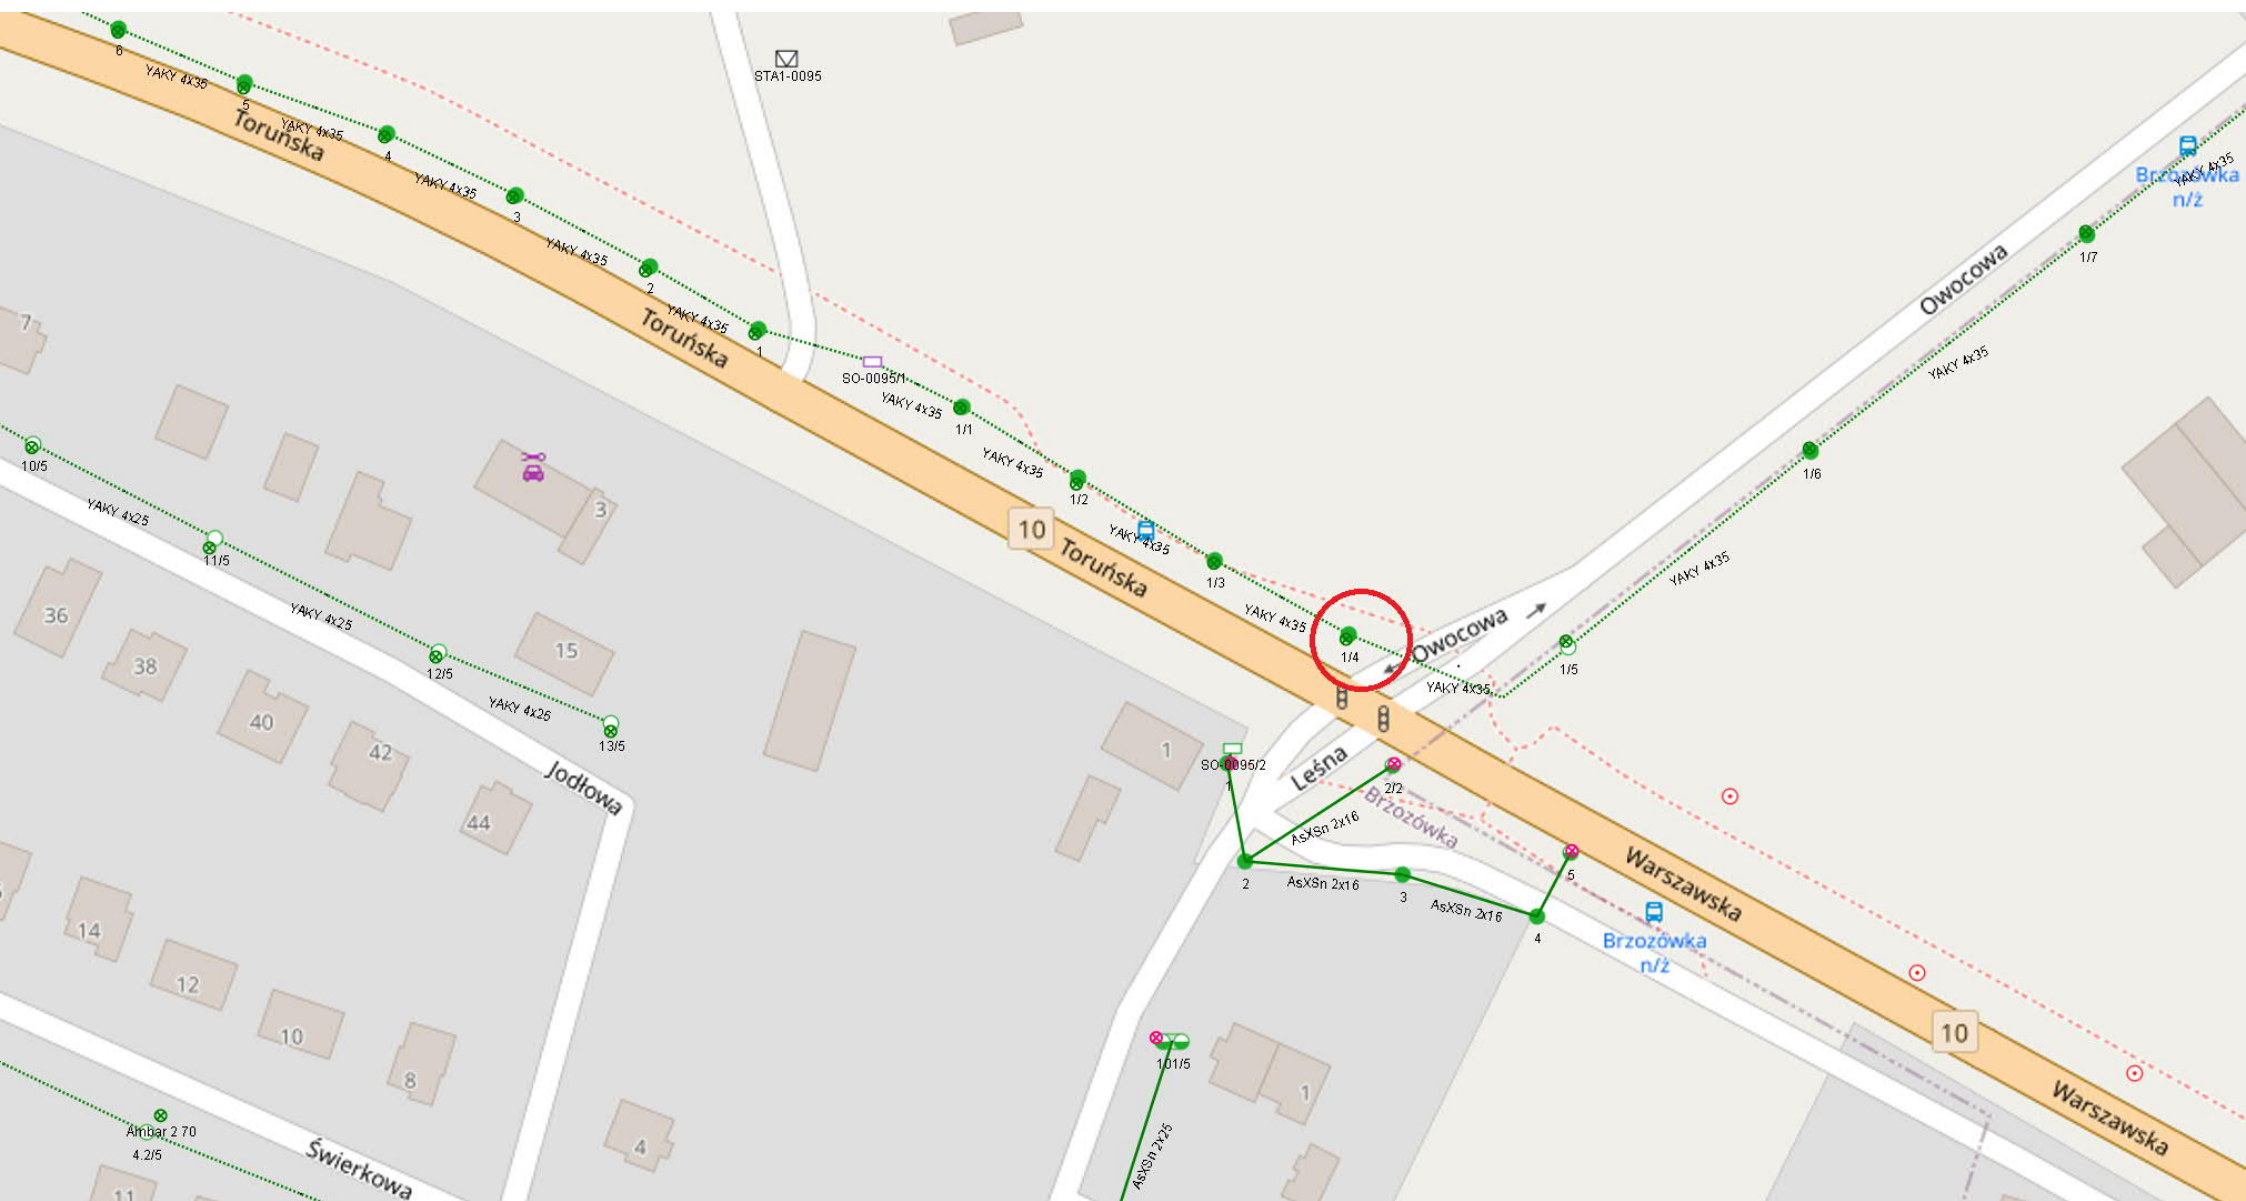 6
YAKY 4x35
5
Toruńska
YAKY 4x35
4
YAKY 4x35
3
YAKY 4x35
2
YAKY 4x35
Toruńska
1
STA1-0095
SO-0095/1
YAKY 4x35
1/1
YAKY 4x35
1/2
YAKY 4x35
10
Toruńska
1/3
YAKY 4x35
1/4
Owocowa
YAKY 4x35
1/5
YAKY 4x35
1/6
YAKY 4x35
Owocowa
1/7
YAKY 4x35
Brzozówka
n/ż
7
10/5
YAKY 4x25
11/5
YAKY 4x25
12/5
YAKY 4x25
13/5
3
15
36
38
40
42
44
Jodłowa
1
SO-0095/2
1
Leśna
2/2
Brzozówka
AsXSn 2x16
2
AsXSn 2x16
3
AsXSn 2x16
4
5
Warszawska
Brzozówka
n/ż
10
Warszawska
14
12
10
8
4
101/5
AsXSn 2x25
1
Ambar 2 70
4.2/5
Świerkowa
11